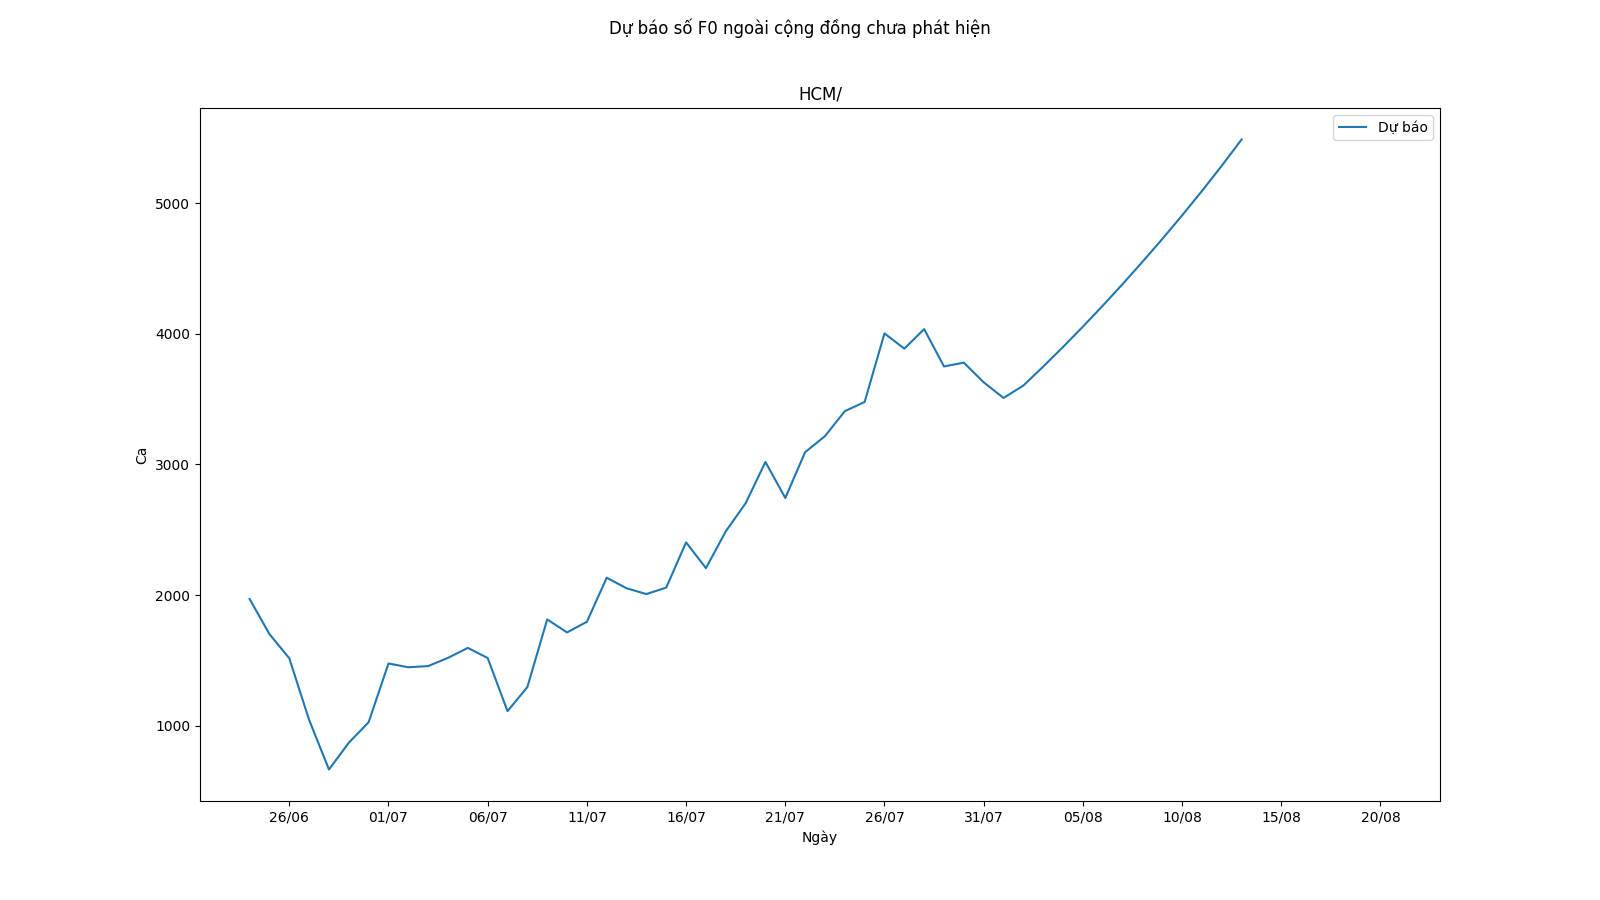 Dự báo số F0 ngoài cộng đồng chưa phát hiện
HCM/
Dự báo
5000
4000
3000
2000
1000
Ca
26/06 01/07 06/07 11/07 16/07 21/07 26/07 31/07 05/08 10/08 15/08 20/08
Ngày